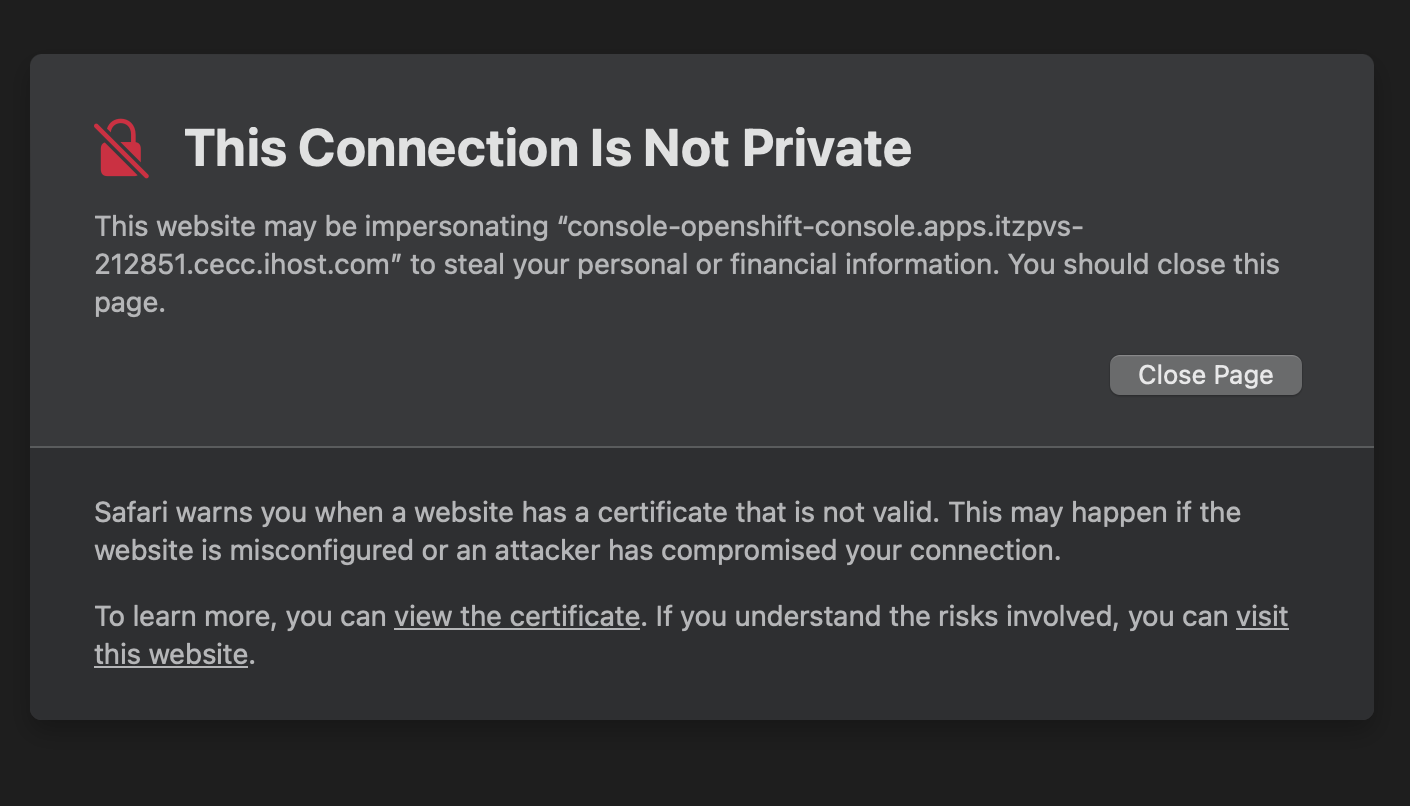 This Connection Is Not Private
This website may be impersonating “console-openshift-console.apps.itzpvs-
212851.cecc.ihost.com” to steal your personal or financial information. You should close this
page.
Close Page
Safari warns you when a website has a certificate that is not valid. This may happen if the
website is misconfigured or an attacker has compromised your connection.
To learn more, you can view the certificate. If you understand the risks involved, you can visit
this website.